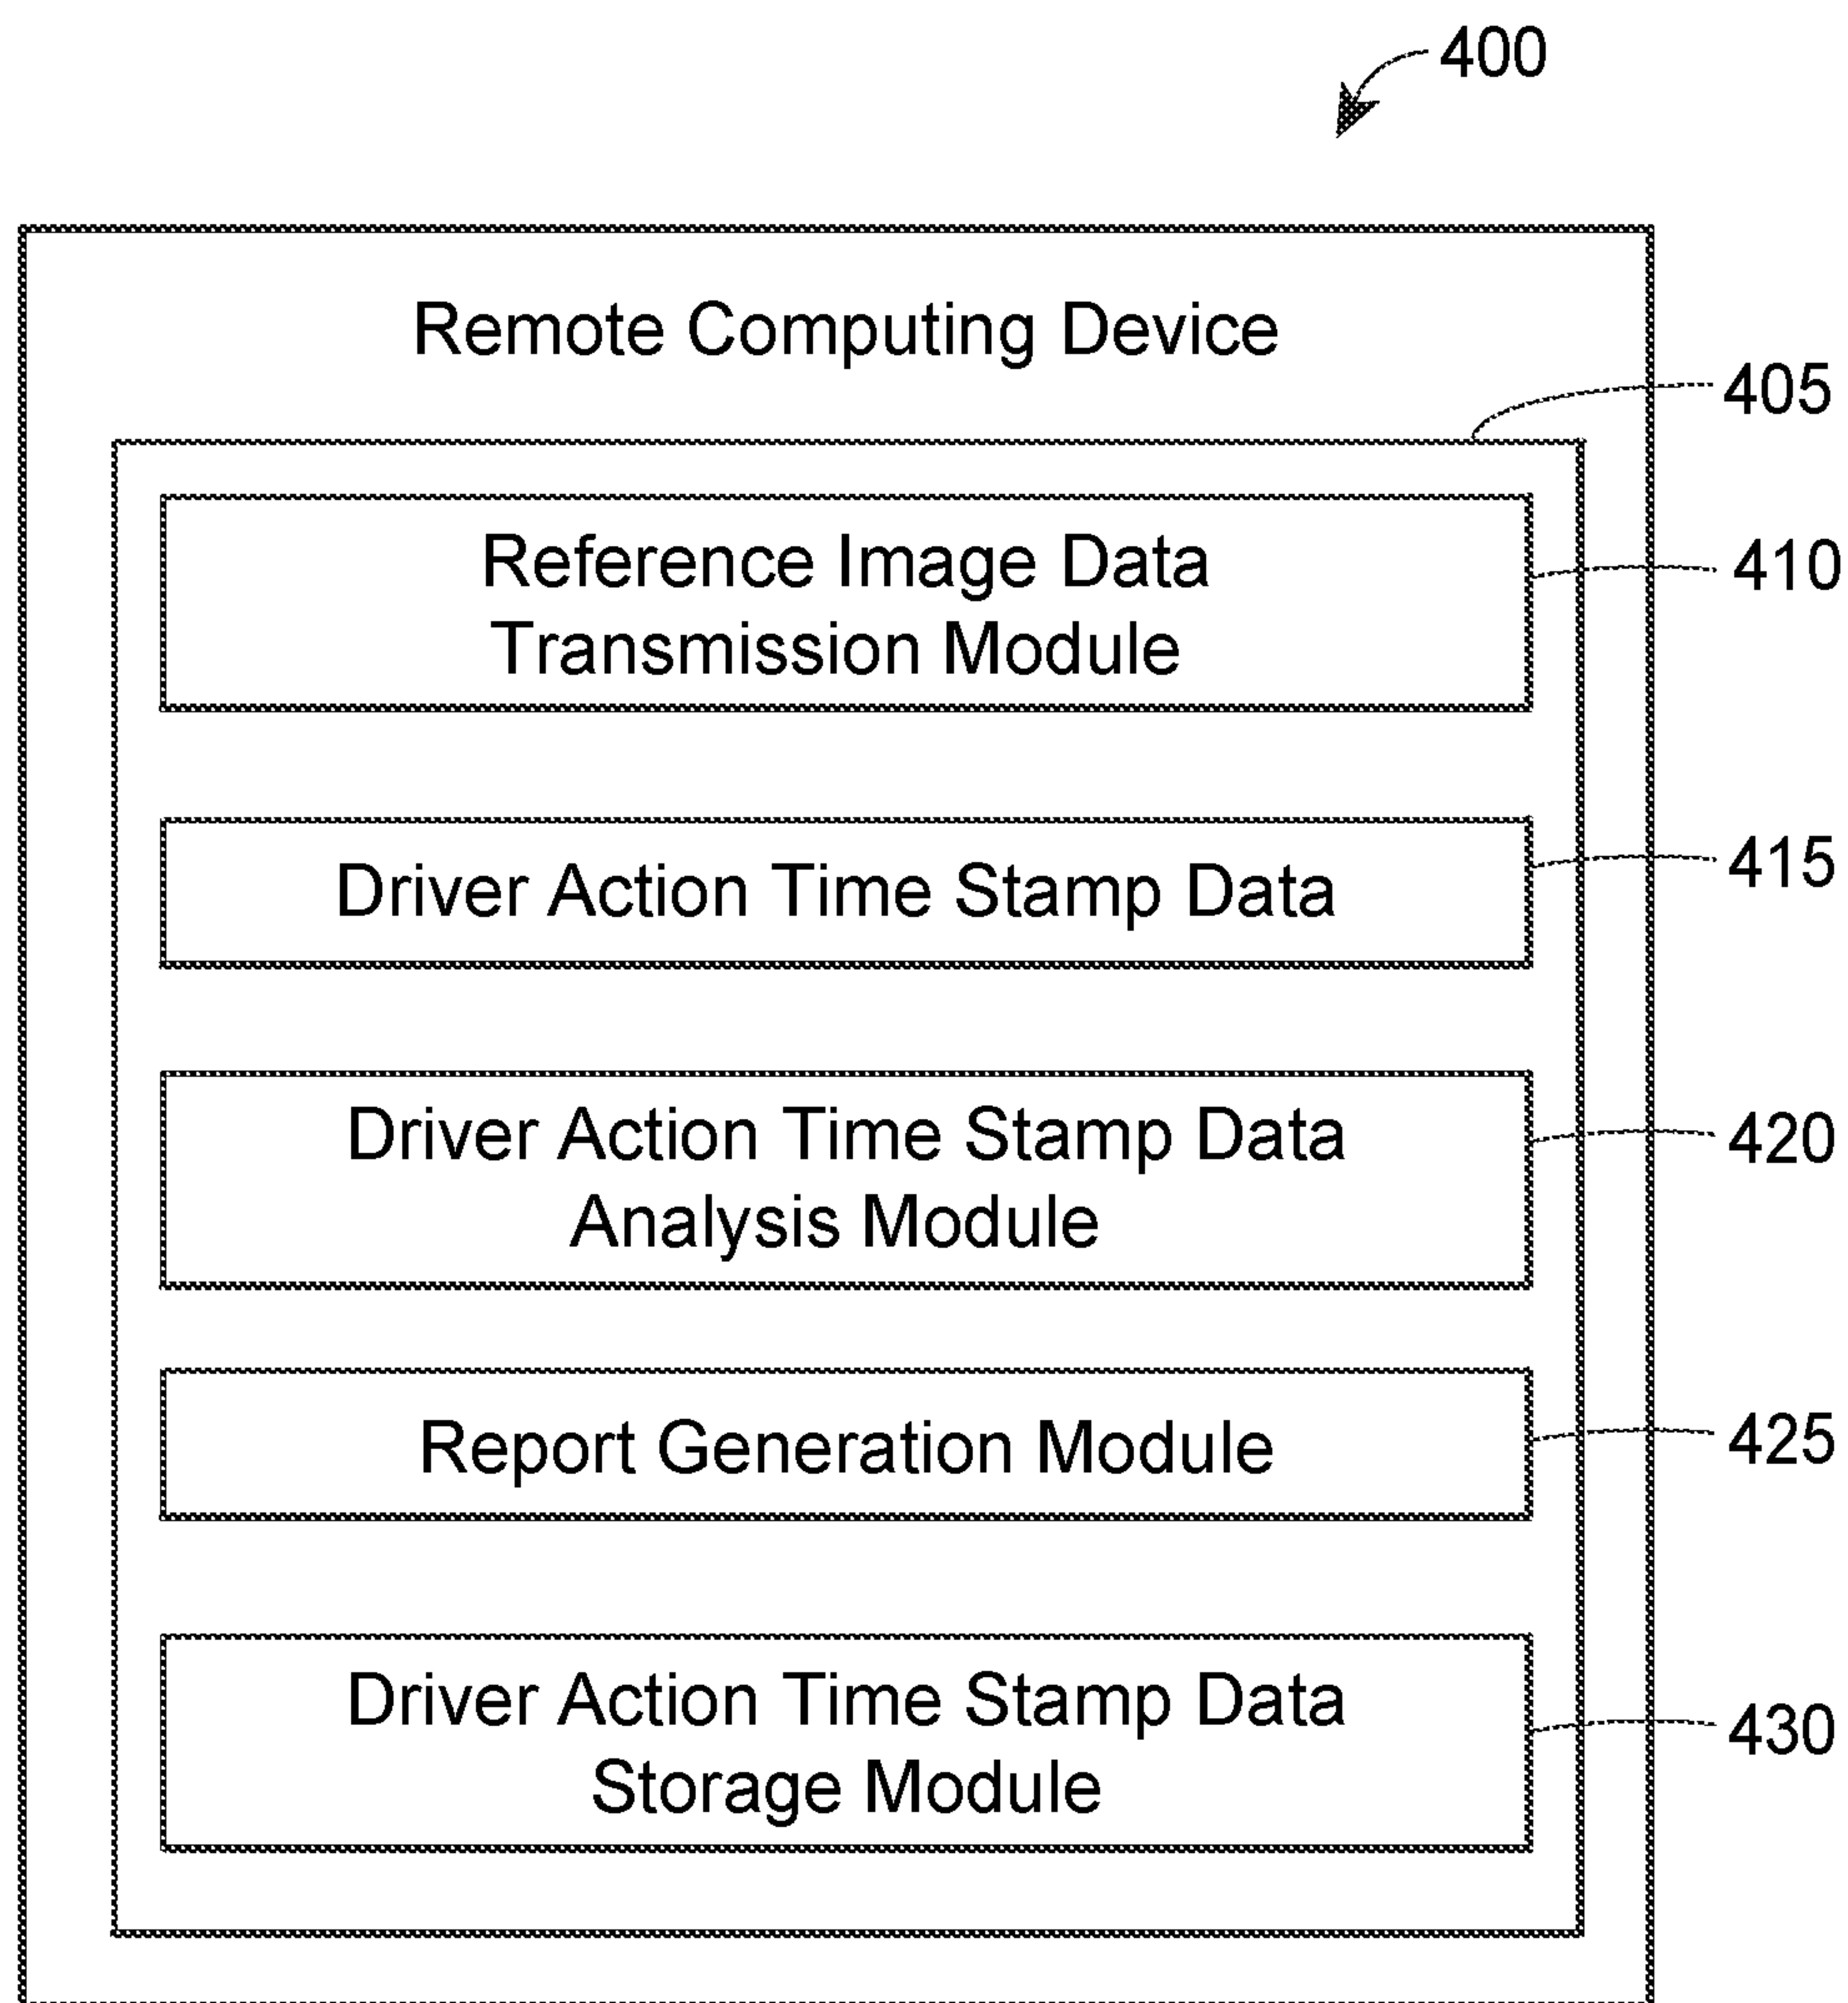 400
Remote Computing Device
405
Reference Image Data
Transmission Module
410
Driver Action Time Stamp Data
415
Driver Action Time Stamp Data
Analysis Module
420
Report Generation Module
425
Driver Action Time Stamp Data
Storage Module
430